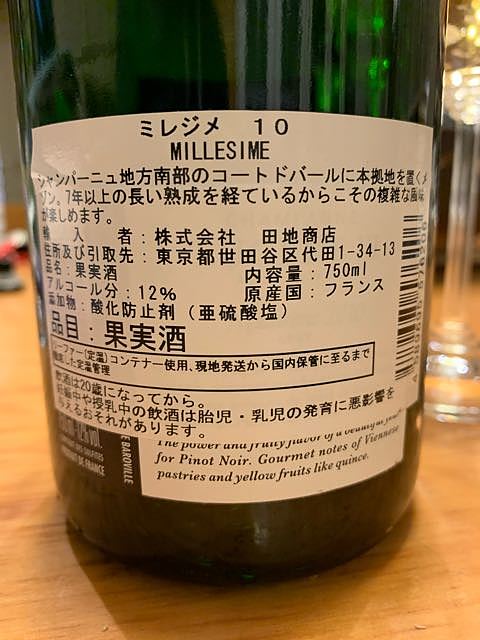 ミレジメ 10
MILLESIME
シャンパーニュ地方南部のコートドバールに本拠地を置くメ
ゾン。7年以上の長い熟成を経ているからこその複雑な風味
が楽しめます。
輸入者:株式会社 田地商店
住所及び引取先:東京都世田谷区代田1-34-13
品名:果実酒 内容量:750ml
アルコール分:12% 原産国:フランス
添加物:酸化防止剤(亜硫酸塩)
品目:果実酒
リーファー(定温)コンテナー使用、現地発送から国内保管に至るまで
徹底した定温管理
飲酒は20歳になってから。
妊娠中や授乳中の飲酒は胎児・乳児の発育に悪影響を
与えるおそれがあります。
The power and fruity flavor of a beautiful
for Pinot Noir. Gourmet notes of Viennese
pastries and yellow fruits like quince.
BAROVILLE
PRODUIT DE FRANCE